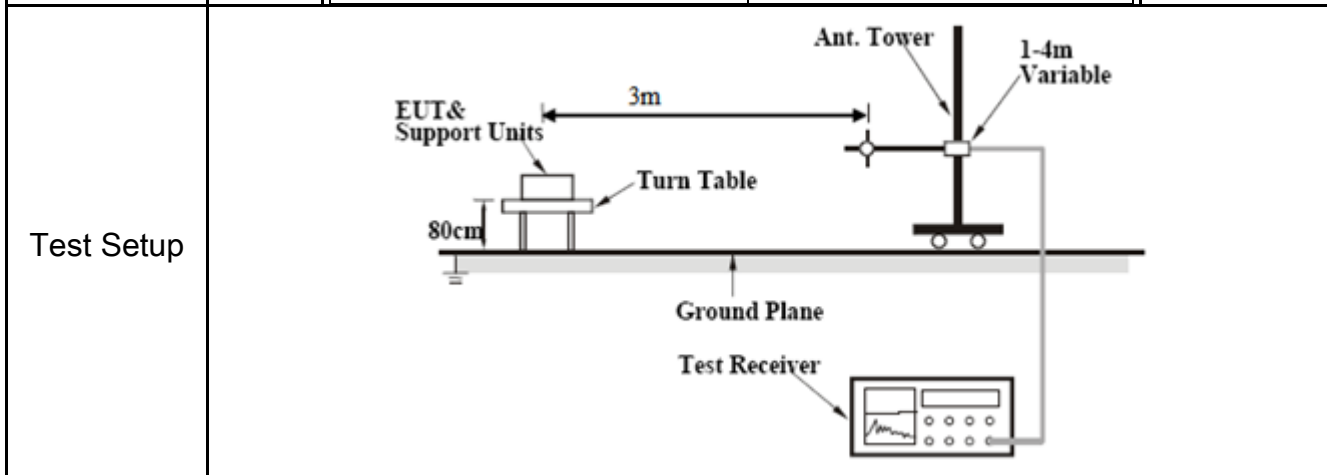 Test Setup
Ant. Tower
1-4m
Variable
3m
EUT&
Support Units
Turn Table
80cm
Ground Plane
Test Receiver